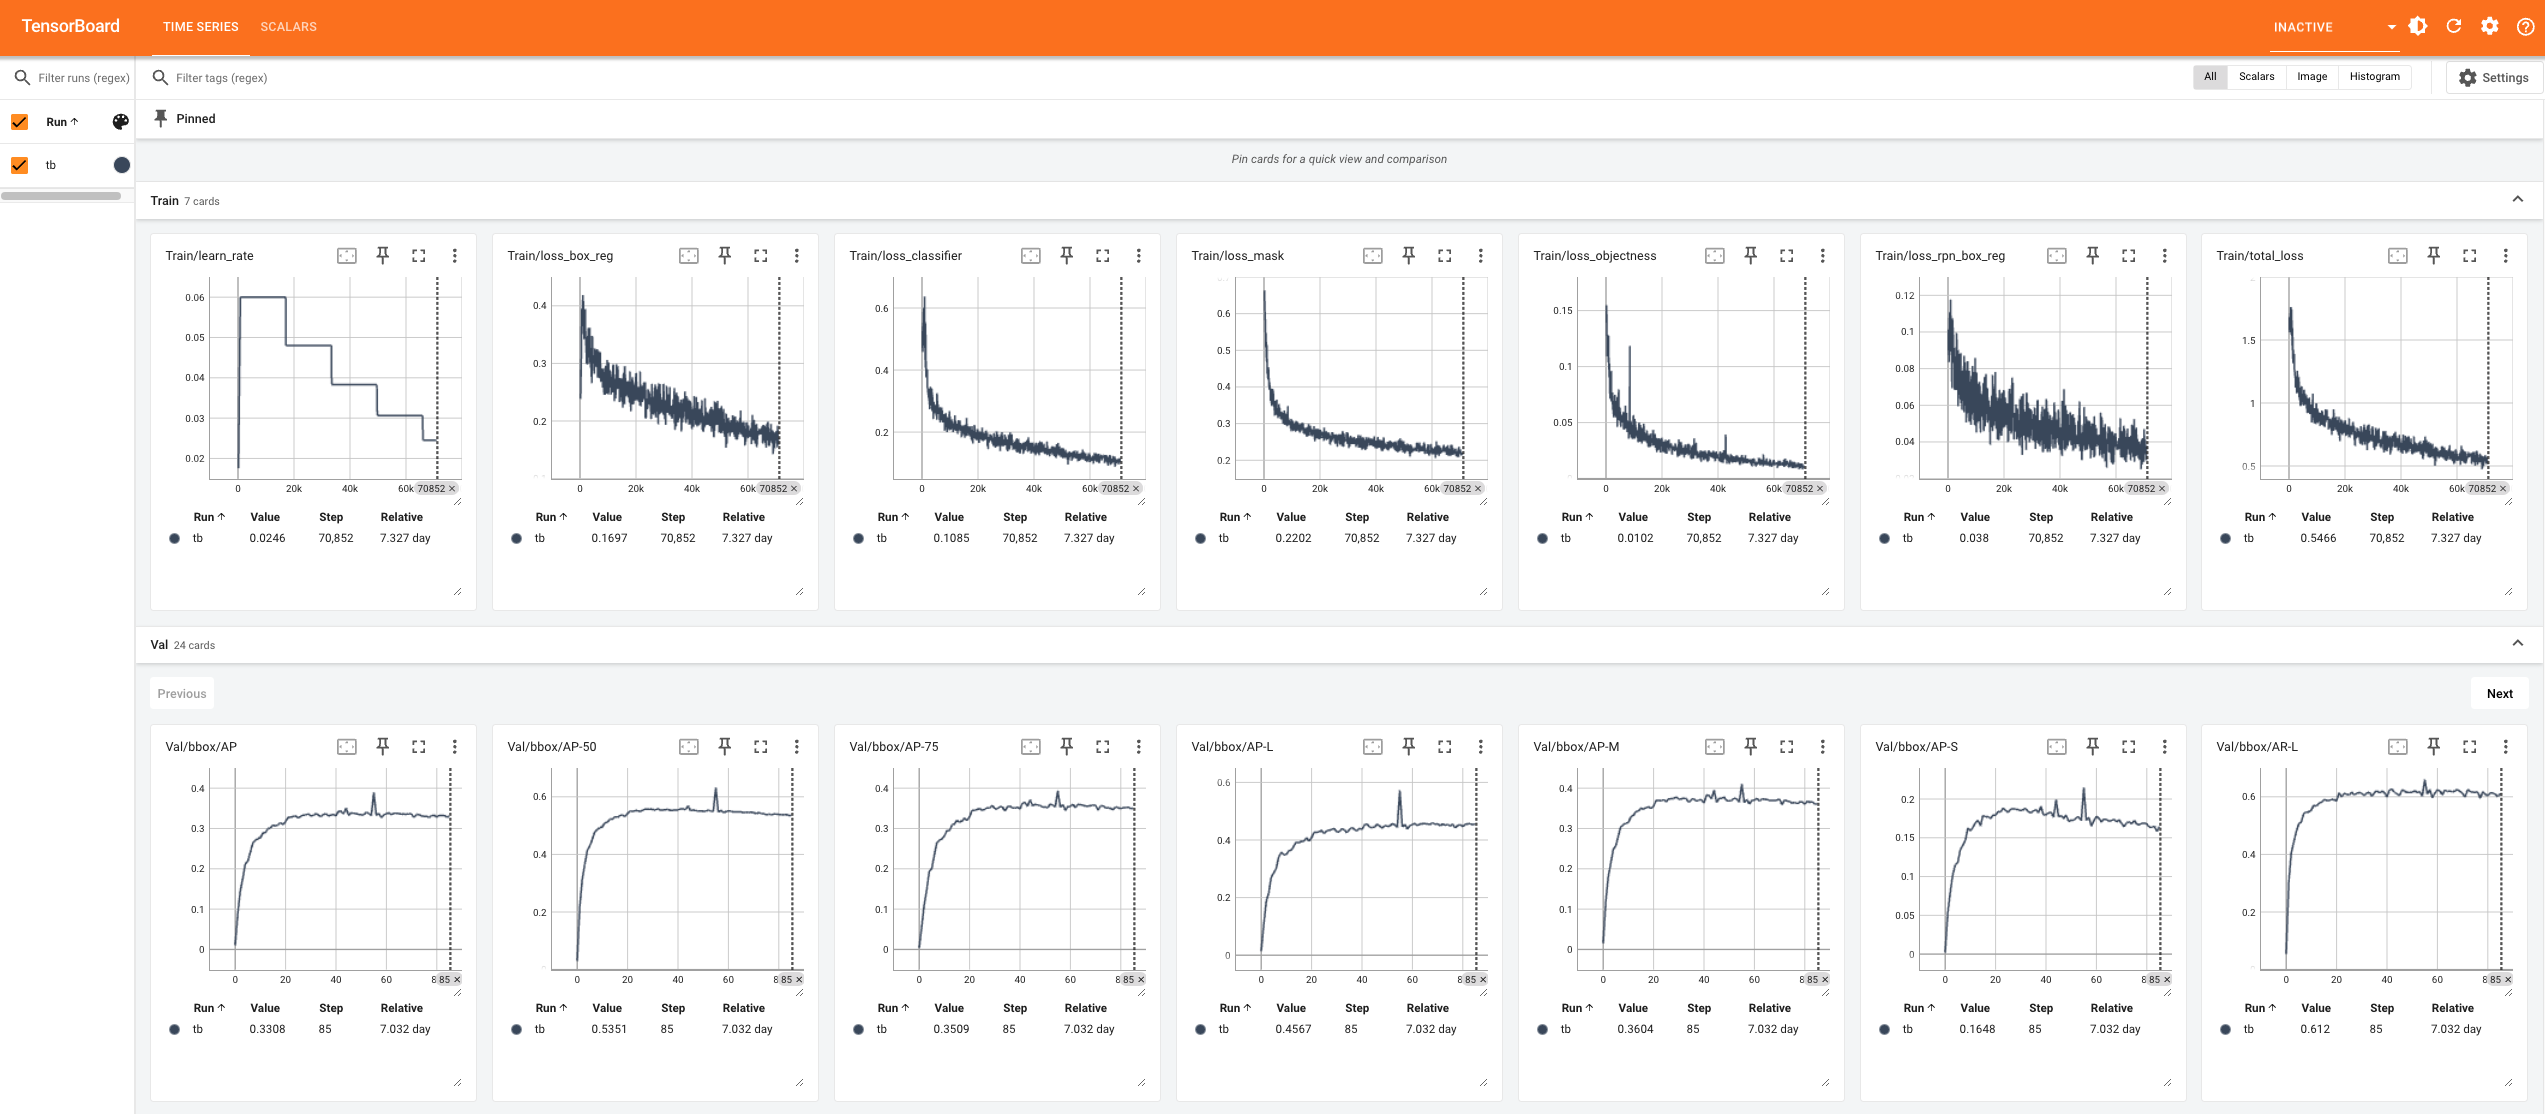 TensorBoard TIME SERIES SCALARS INACTIVE
Filter runs (regex) Filter tags (regex) All Scalars Image Histogram Settings
Run ↑ Pinned
tb Pin cards for a quick view and comparison
Train 7 cards
Train/learn_rate
0.06
0.05
0.04
0.03
0.02
0 20k 40k 60k 70852 ×
Run ↑ Value Step Relative
tb 0.0246 70,852 7.327 day
Train/loss_box_reg
0.4
0.3
0.2
0 20k 40k 60k 70852 ×
Run ↑ Value Step Relative
tb 0.1697 70,852 7.327 day
Train/loss_classifier
0.6
0.4
0.2
0 20k 40k 60k 70852 ×
Run ↑ Value Step Relative
tb 0.1085 70,852 7.327 day
Train/loss_mask
0.6
0.5
0.4
0.3
0.2
0 20k 40k 60k 70852 ×
Run ↑ Value Step Relative
tb 0.2202 70,852 7.327 day
Train/loss_objectness
0.15
0.1
0.05
0 20k 40k 60k 70852 ×
Run ↑ Value Step Relative
tb 0.0102 70,852 7.327 day
Train/loss_rpn_box_reg
0.12
0.1
0.08
0.06
0.04
0 20k 40k 60k 70852 ×
Run ↑ Value Step Relative
tb 0.038 70,852 7.327 day
Train/total_loss
1.5
1
0.5
0 20k 40k 60k 70852 ×
Run ↑ Value Step Relative
tb 0.5466 70,852 7.327 day
Val 24 cards
Previous Next
Val/bbox/AP
0.4
0.3
0.2
0.1
0
0 20 40 60 85 ×
Run ↑ Value Step Relative
tb 0.3308 85 7.032 day
Val/bbox/AP-50
0.6
0.4
0.2
0 20 40 60 85 ×
Run ↑ Value Step Relative
tb 0.5351 85 7.032 day
Val/bbox/AP-75
0.4
0.3
0.2
0.1
0
0 20 40 60 85 ×
Run ↑ Value Step Relative
tb 0.3509 85 7.032 day
Val/bbox/AP-L
0.6
0.4
0.2
0
0 20 40 60 85 ×
Run ↑ Value Step Relative
tb 0.4567 85 7.032 day
Val/bbox/AP-M
0.4
0.3
0.2
0.1
0
0 20 40 60 85 ×
Run ↑ Value Step Relative
tb 0.3604 85 7.032 day
Val/bbox/AP-S
0.2
0.15
0.1
0.05
0
0 20 40 60 85 ×
Run ↑ Value Step Relative
tb 0.1648 85 7.032 day
Val/bbox/AR-L
0.6
0.4
0.2
0 20 40 60 85 ×
Run ↑ Value Step Relative
tb 0.612 85 7.032 day